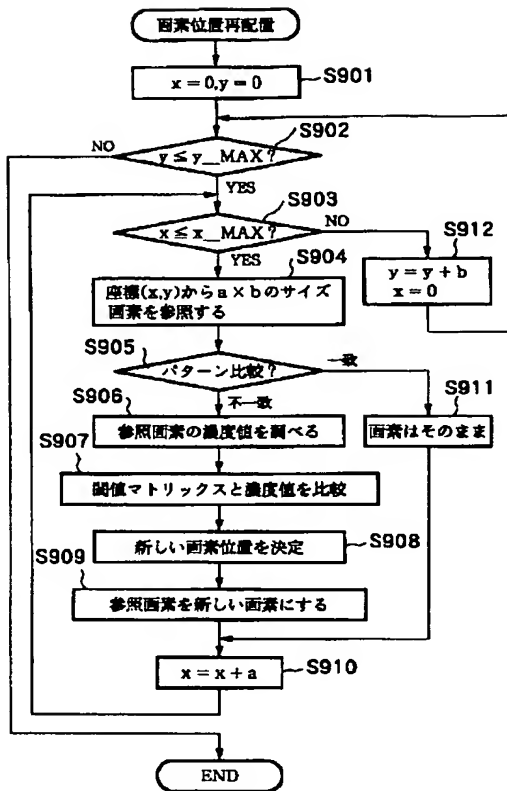 画素位置再配置
x=0,y=0
S901
S902
NO
y≤y_MAX?
YES
S903
x≤x_MAX?
NO
YES
S904
S912
y=y+b
x=0
座標(x,y)からa×bのサイズ
画素を参照する
S905
パターン比較?
一致
不一致
S906
S911
参照画素の濃度値を調べる
画素はそのまま
S907
閾値マトリックスと濃度値を比較
新しい画素位置を決定
S908
S909
参照画素を新しい画素にする
x=x+a
S910
END